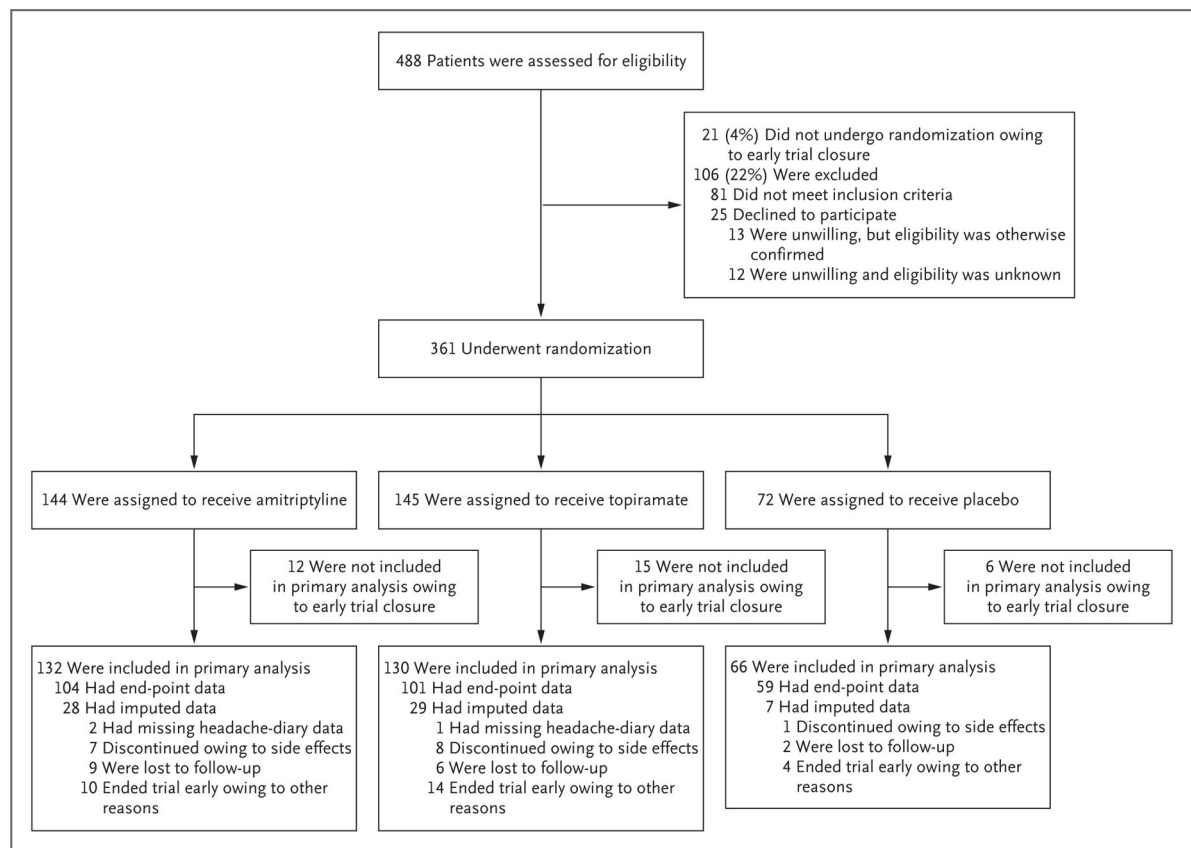 488 Patients were assessed for eligibility
21 (4%) Did not undergo randomization owing
to early trial closure
106 (22%) Were excluded
81 Did not meet inclusion criteria
25 Declined to participate
13 Were unwilling, but eligibility was otherwise
confirmed
12 Were unwilling and eligibility was unknown
361 Underwent randomization
144 Were assigned to receive amitriptyline
145 Were assigned to receive topiramate
72 Were assigned to receive placebo
12 Were not included
in primary analysis owing
to early trial closure
15 Were not included
in primary analysis owing
to early trial closure
6 Were not included
in primary analysis owing
to early trial closure
132 Were included in primary analysis
104 Had end-point data
28 Had imputed data
2 Had missing headache-diary data
7 Discontinued owing to side effects
9 Were lost to follow-up
10 Ended trial early owing to other
reasons
130 Were included in primary analysis
101 Had end-point data
29 Had imputed data
1 Had missing headache-diary data
8 Discontinued owing to side effects
6 Were lost to follow-up
14 Ended trial early owing to other
reasons
66 Were included in primary analysis
59 Had end-point data
7 Had imputed data
1 Discontinued owing to side effects
2 Were lost to follow-up
4 Ended trial early owing to other
reasons